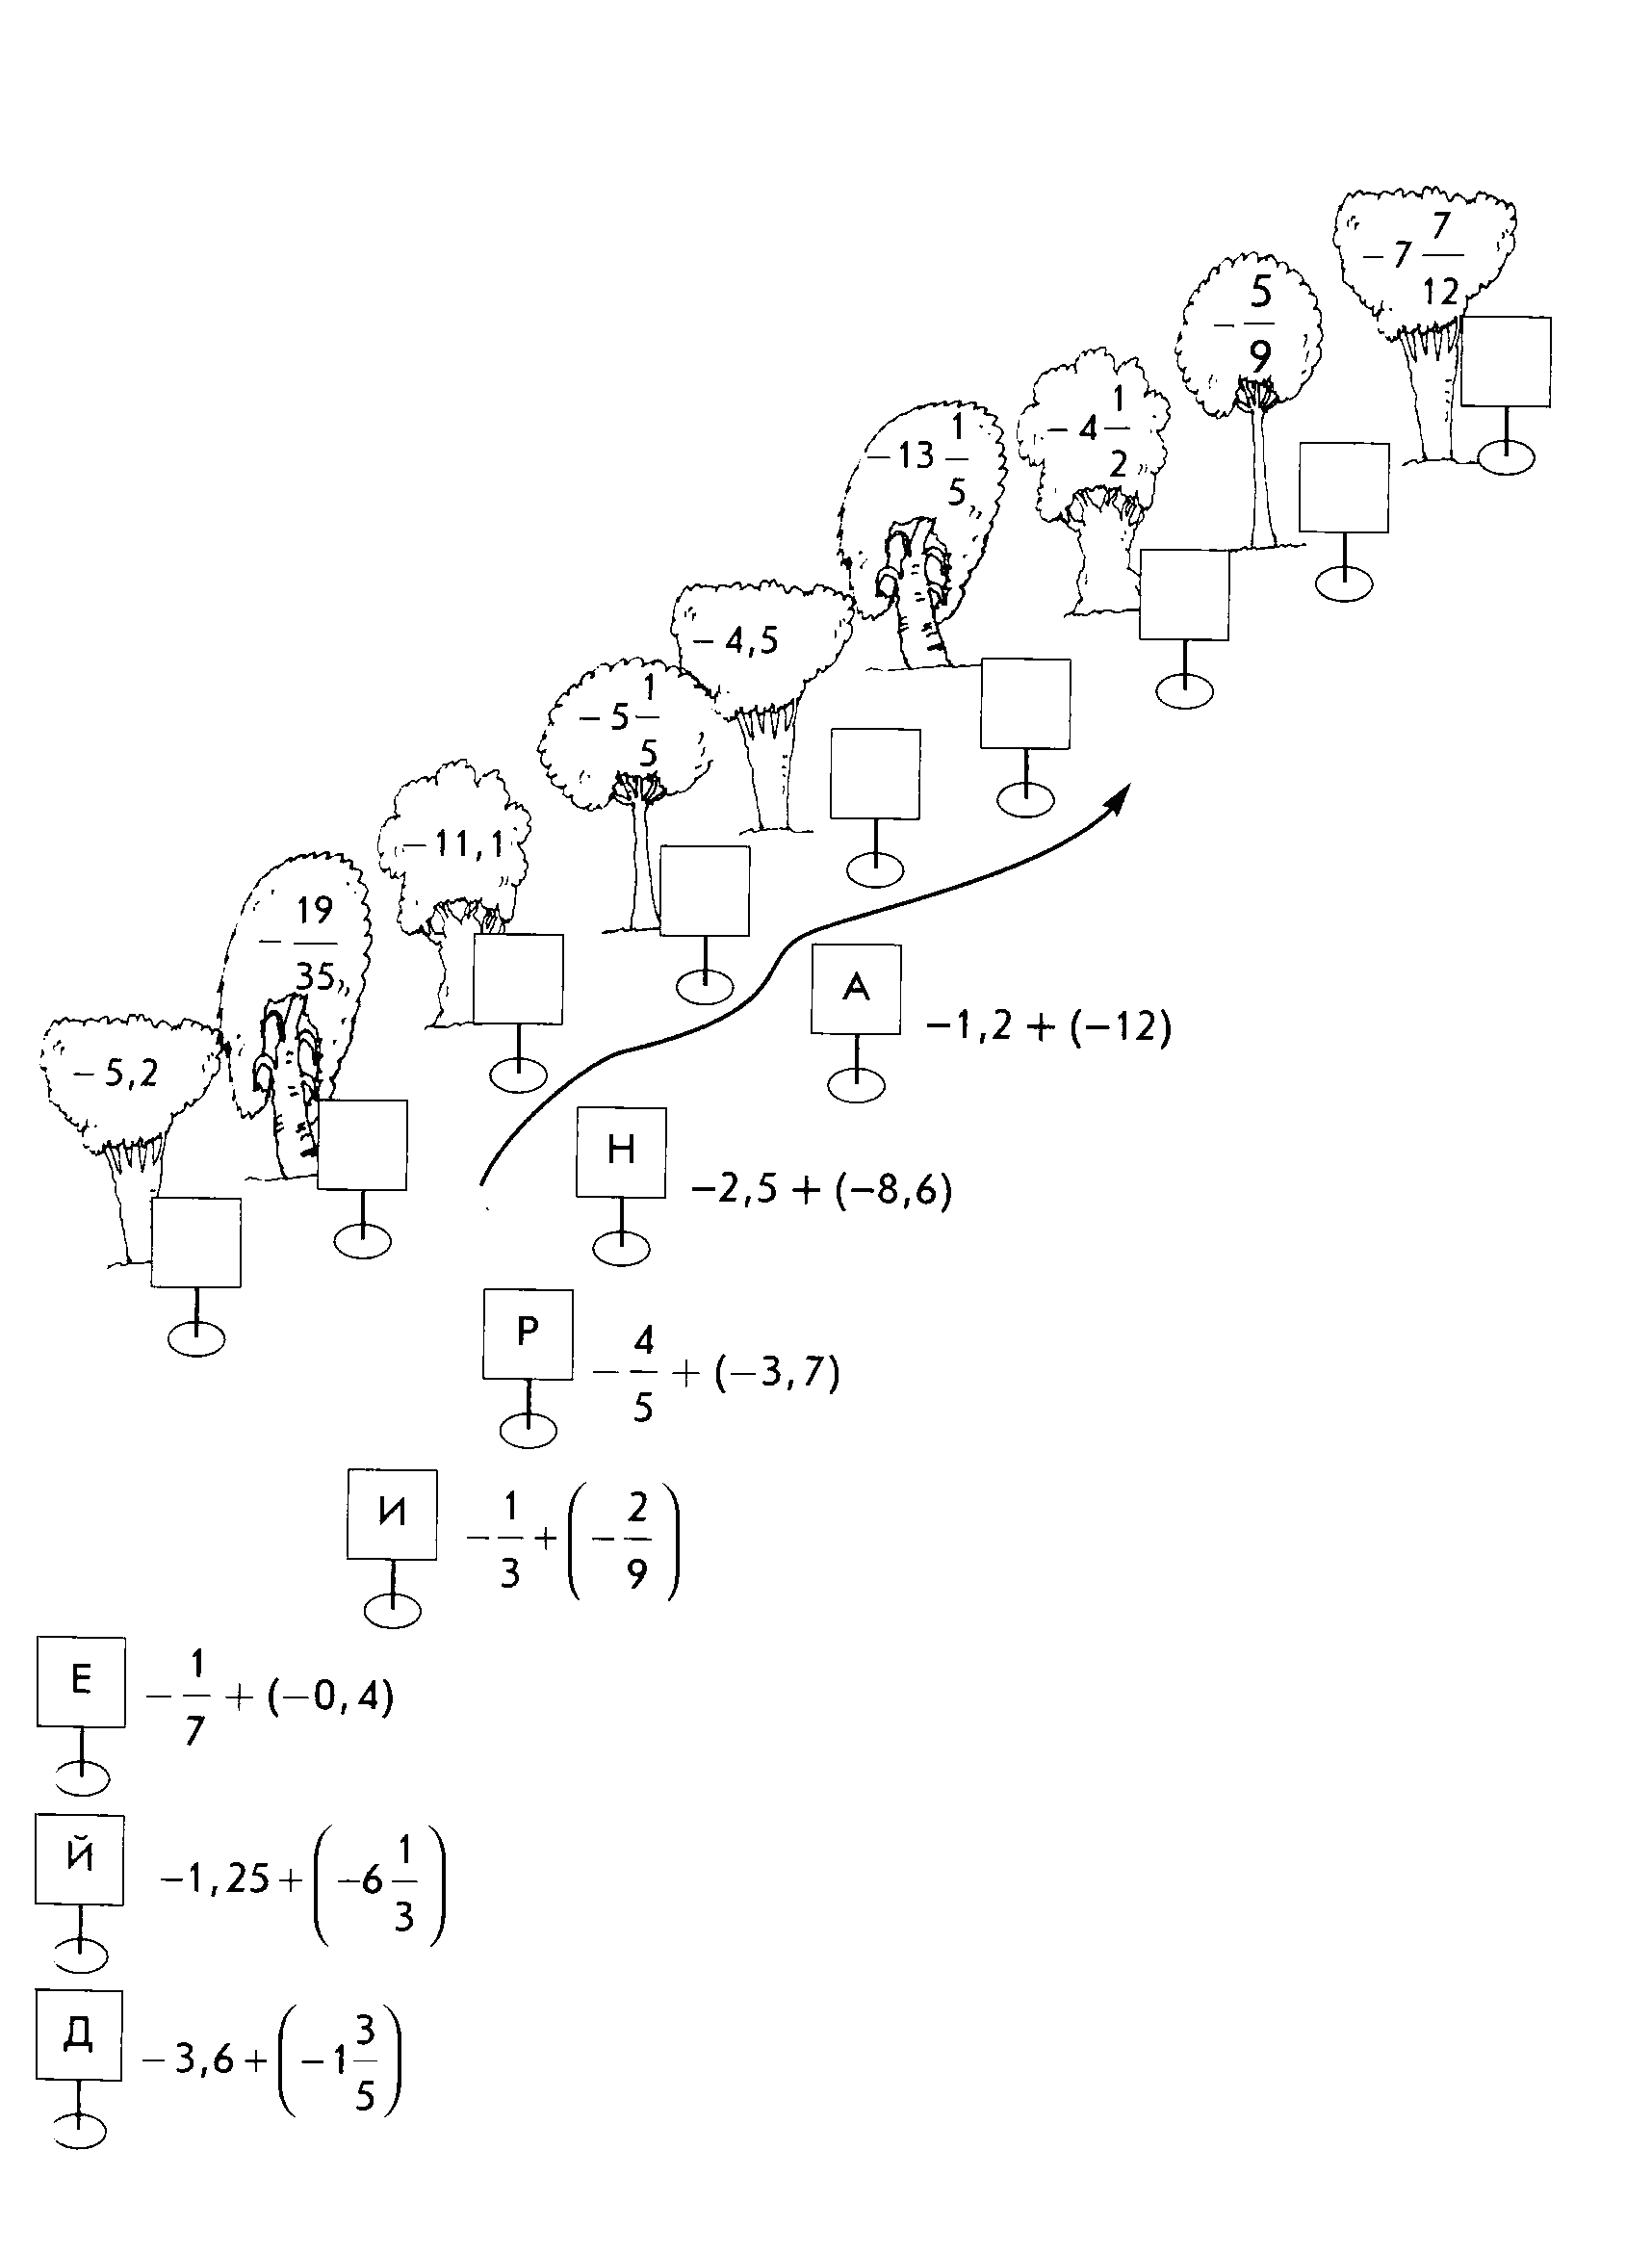 -7 7/12
- 5/9
-4 1/2
-13 1/5
-4,5
-5 1/5
-11,1
- 19/35
-5,2
А
-1,2 + (-12)
Н
-2,5 + (-8,6)
Р
- 4/5 + (-3,7)
И
- 1/3 + (- 2/9)
Е
- 1/7 + (-0,4)
Й
-1,25 + (-6 1/3)
Д
-3,6 + (-1 3/5)